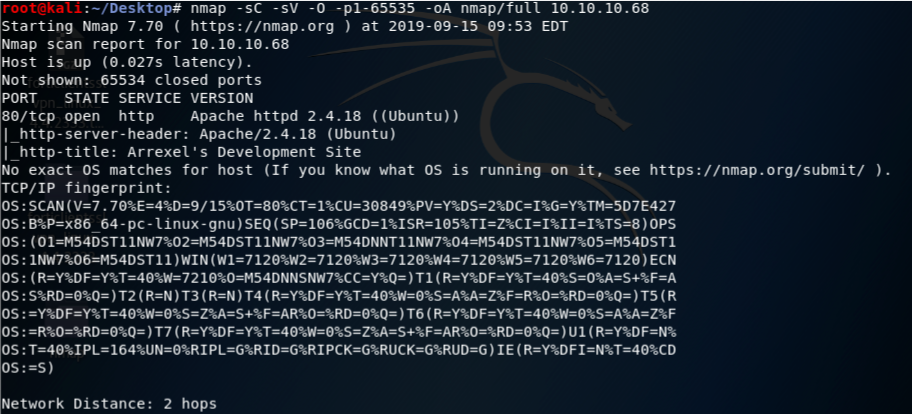 root@kali:~/Desktop# nmap -sC -sV -O -p1-65535 -oA nmap/full 10.10.10.68
Starting Nmap 7.70 ( https://nmap.org ) at 2019-09-15 09:53 EDT
Nmap scan report for 10.10.10.68
Host is up (0.027s latency).
Not shown: 65534 closed ports
PORT   STATE SERVICE VERSION
80/tcp open  http    Apache httpd 2.4.18 ((Ubuntu))
|_http-server-header: Apache/2.4.18 (Ubuntu)
|_http-title: Arrexel's Development Site
No exact OS matches for host (If you know what OS is running on it, see https://nmap.org/submit/ ).
TCP/IP fingerprint:
OS:SCAN(V=7.70%E=4%D=9/15%OT=80%CT=1%CU=30849%PV=Y%DS=2%DC=I%G=Y%TM=5D7E427
OS:B%P=x86_64-pc-linux-gnu)SEQ(SP=106%GCD=1%ISR=105%TI=Z%CI=I%II=I%TS=8)OPS
OS:(O1=M54DST11NW7%O2=M54DST11NW7%O3=M54DNNT11NW7%O4=M54DST11NW7%O5=M54DST1
OS:1NW7%O6=M54DST11)WIN(W1=7120%W2=7120%W3=7120%W4=7120%W5=7120%W6=7120)ECN
OS:(R=Y%DF=Y%T=40%W=7210%O=M54DNNSNW7%CC=Y%Q=)T1(R=Y%DF=Y%T=40%S=O%A=S+%F=A
OS:S%RD=0%Q=)T2(R=N)T3(R=N)T4(R=Y%DF=Y%T=40%W=0%S=A%A=Z%F=R%O=%RD=0%Q=)T5(R
OS:=Y%DF=Y%T=40%W=0%S=Z%A=S+%F=AR%O=%RD=0%Q=)T6(R=Y%DF=Y%T=40%W=0%S=A%A=Z%F
OS:=R%O=%RD=0%Q=)T7(R=Y%DF=Y%T=40%W=0%S=Z%A=S+%F=AR%O=%RD=0%Q=)U1(R=Y%DF=N%
OS:T=40%IPL=164%UN=0%RIPL=G%RID=G%RIPCK=G%RUCK=G%RUD=G)IE(R=Y%DFI=N%T=40%CD
OS:=S)
Network Distance: 2 hops